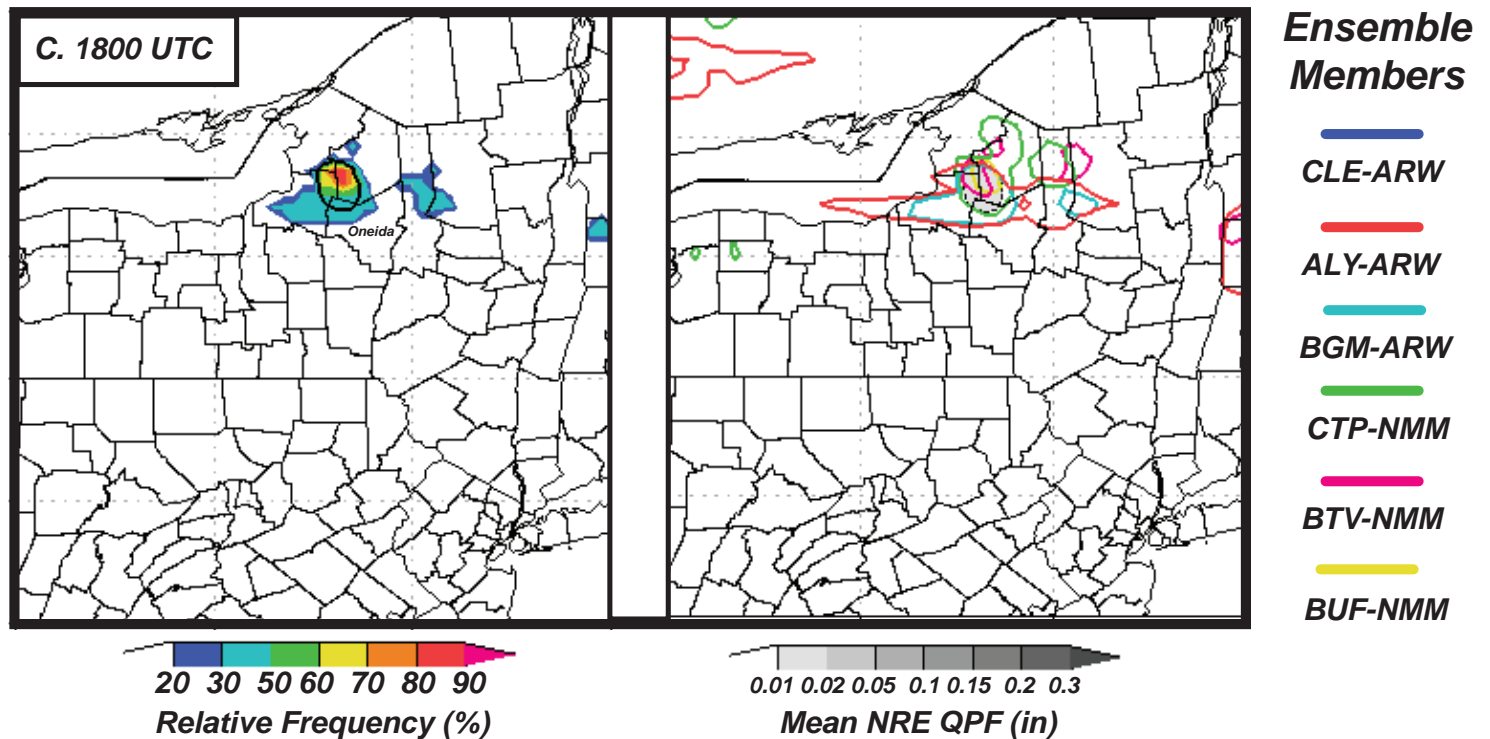 C. 1800 UTC
Oneida
Ensemble
Members
CLE-ARW
ALY-ARW
BGM-ARW
CTP-NMM
BTV-NMM
BUF-NMM
20 30 50 60 70 80 90
Relative Frequency (%)
0.01 0.02 0.05 0.1 0.15 0.2 0.3
Mean NRE QPF (in)